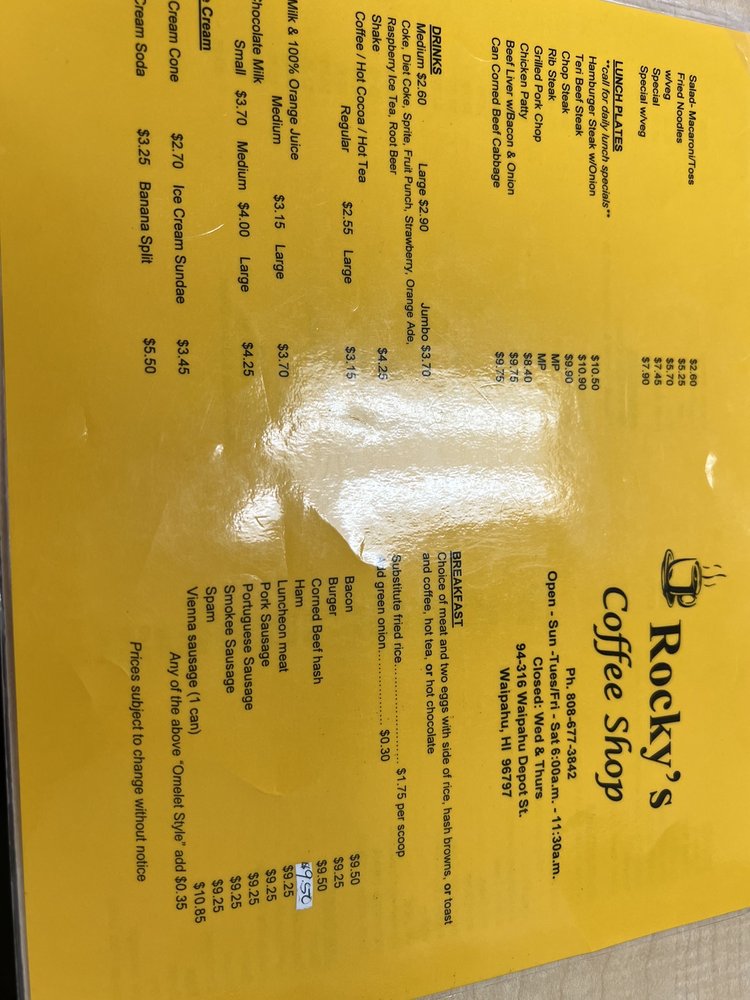 Salad- Macaroni/Toss $2.60
Fried Noodles $5.25
w/veg $5.70
Special $7.45
Special w/veg $7.90
LUNCH PLATES
**call for daily lunch specials**
Hamburger Steak w/Onion $10.50
Teri Beef Steak $10.90
Chop Steak $9.90
Rib Steak MP
Grilled Pork Chop MP
Chicken Patty $8.40
Beef Liver w/Bacon & Onion $9.75
Can Corned Beef Cabbage $9.75
DRINKS
Medium $2.60 Large $2.90 Jumbo $3.70
Coke, Diet Coke, Sprite, Fruit Punch, Strawberry, Orange Ade,
Raspberry Ice Tea, Root Beer
Shake $4.25
Coffee / Hot Cocoa / Hot Tea
Regular $2.55 Large $3.15
Milk & 100% Orange Juice
Medium $3.15 Large $3.70
Chocolate Milk
Small $3.70 Medium $4.00 Large $4.25
Cream
Cream Cone $2.70 Ice Cream Sundae $3.45
Cream Soda $3.25 Banana Split $5.50
Rocky's
Coffee Shop
Ph. 808-677-3842
Open - Sun -Tues/Fri - Sat 6:00a.m. - 11:30a.m.
Closed: Wed & Thurs
94-316 Waipahu Depot St.
Waipahu, HI 96797
BREAKFAST
Choice of meat and two eggs with side of rice, hash browns, or toast
and coffee, hot tea, or hot chocolate
Substitute fried rice.......................... $1.75 per scoop
Add green onion.................... $0.30
Bacon $9.50
Burger $9.25
Corned Beef hash $9.50
Ham $9.50
Luncheon meat $9.25
Pork Sausage $9.25
Portuguese Sausage $9.25
Smokee Sausage $9.25
Spam $9.25
Vienna sausage (1 can) $10.85
Any of the above "Omelet Style" add $0.35
Prices subject to change without notice